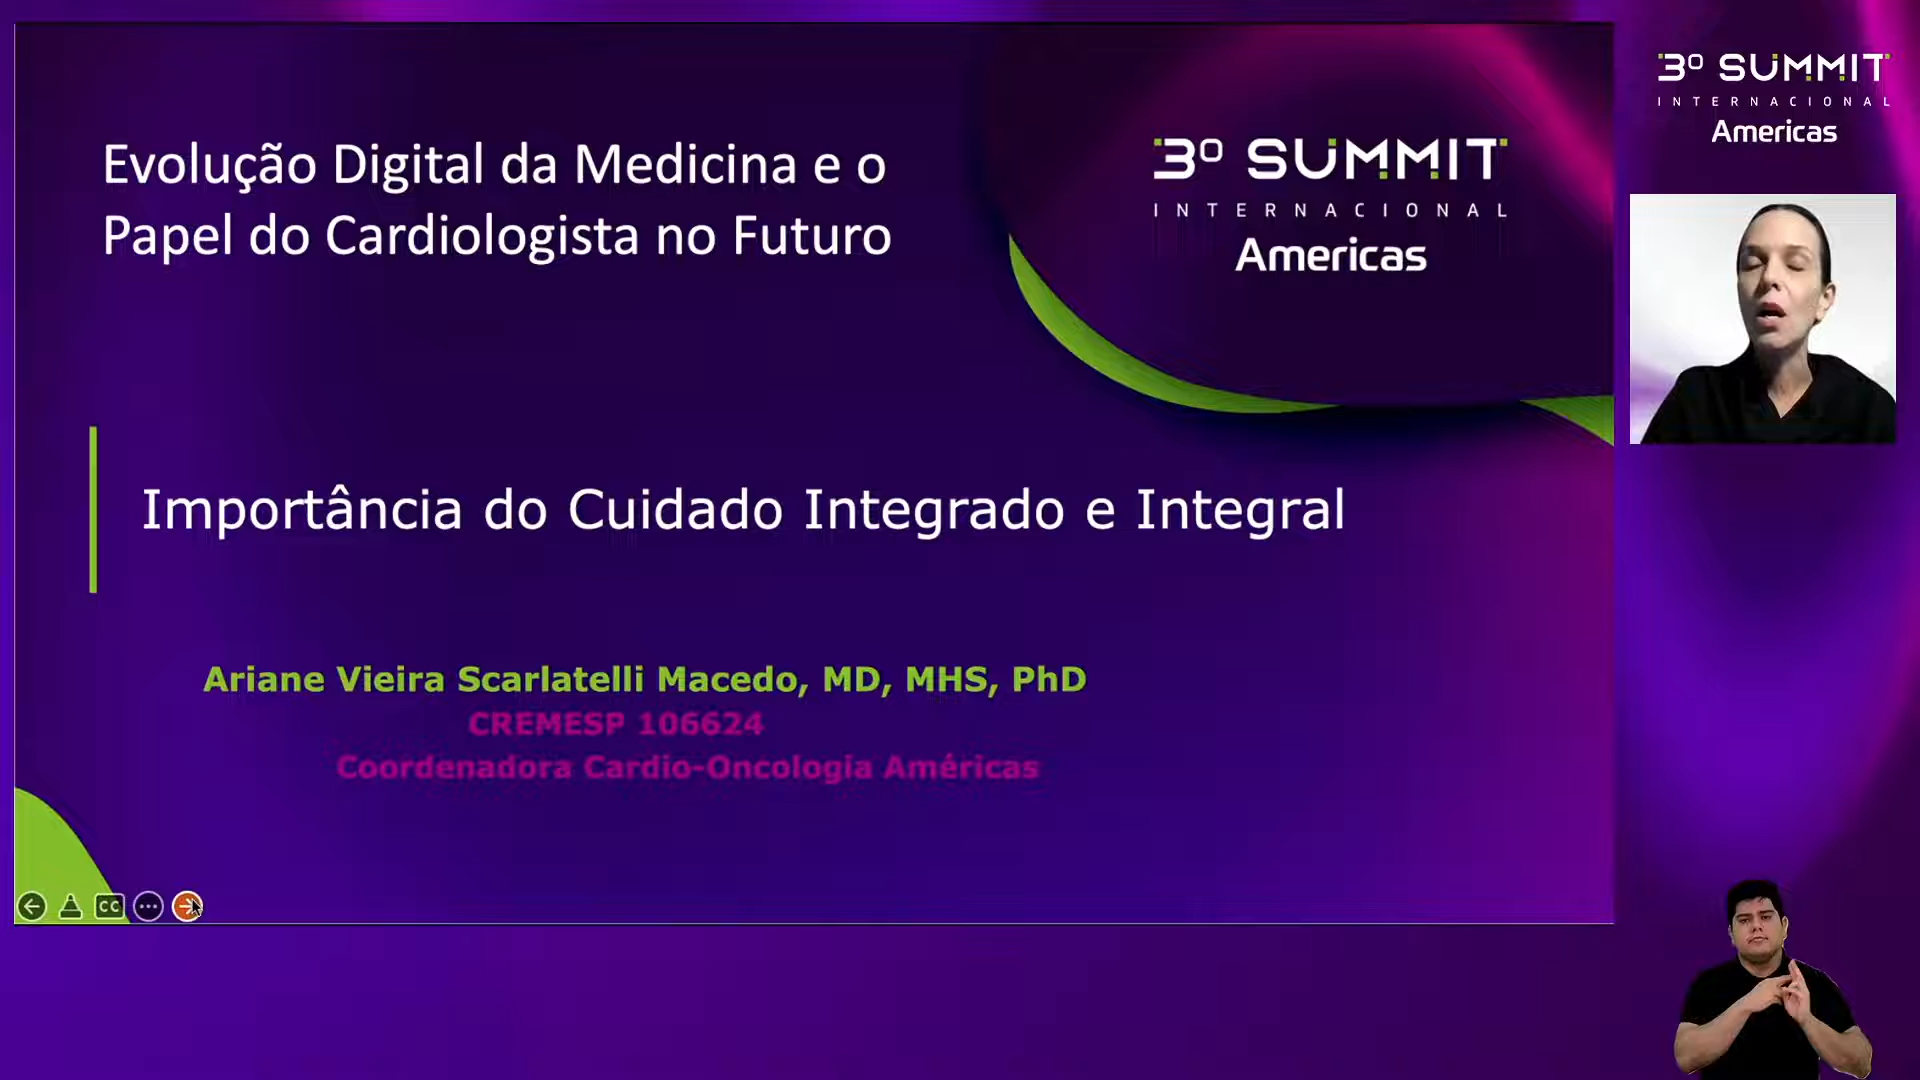 Evolução Digital da Medicina e o
Papel do Cardiologista no Futuro
3º SUMMIT
INTERNACIONAL
Americas
Importância do Cuidado Integrado e Integral
Ariane Vieira Scarlatelli Macedo, MD, MHS, PhD
CREMESP 106624
Coordenadora Cardio-Oncologia Américas
CC
3º SUMMIT
INTERNACIONAL
Americas